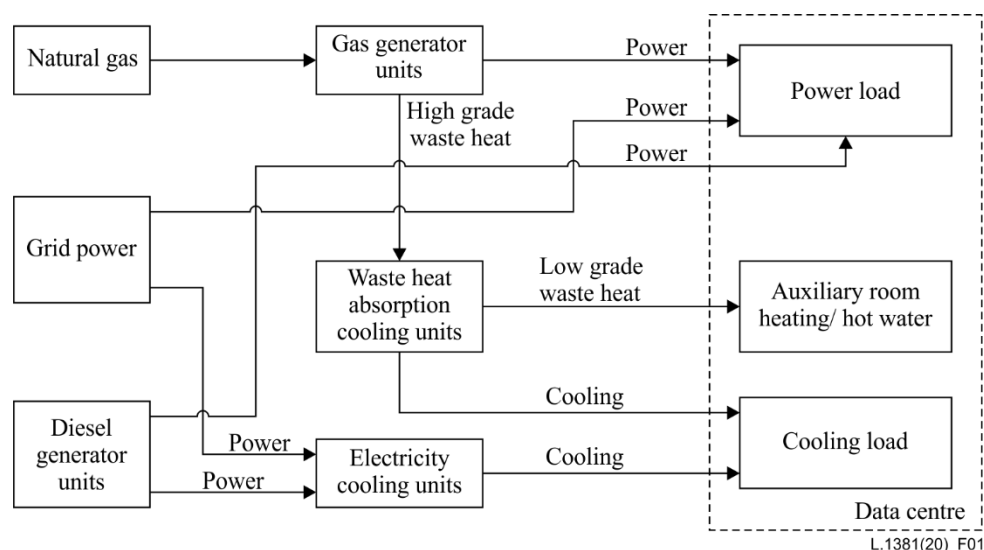 Natural gas
Gas generator
units
Power
Power load
High grade
waste heat
Power
Power
Grid power
Waste heat
absorption
cooling units
Low grade
waste heat
Auxiliary room
heating/ hot water
Diesel
generator
units
Power
Power
Electricity
cooling units
Cooling
Cooling
Cooling load
Data centre
L.1381(20)_F01